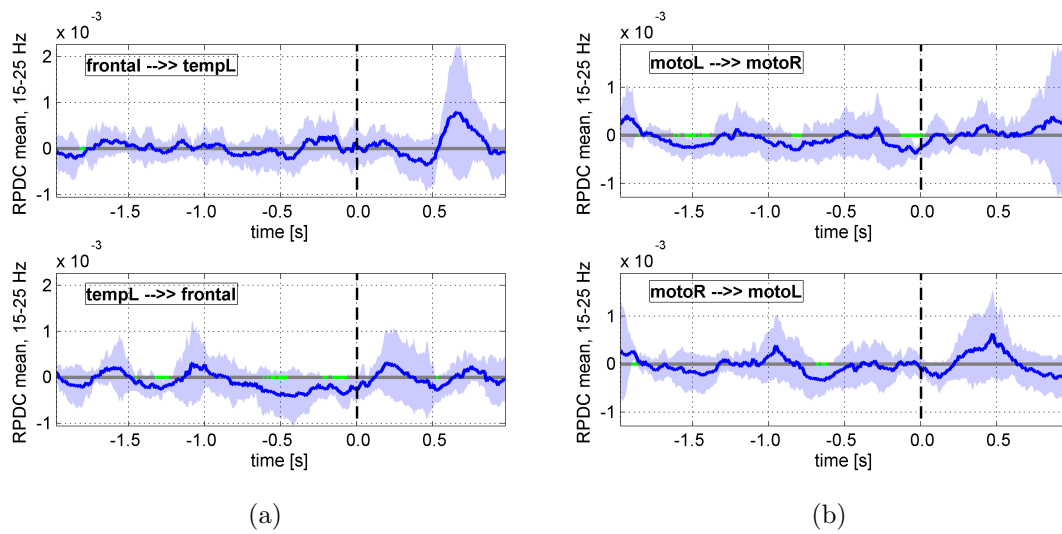 x 10 -3
RPDC mean, 15-25 Hz
2
1
0
-1
frontal -->> tempL
-1.5 -1.0 -0.5 0.0 0.5
time [s]
x 10 -3
RPDC mean, 15-25 Hz
2
1
0
-1
tempL -->> frontal
-1.5 -1.0 -0.5 0.0 0.5
time [s]
(a)
x 10 -3
RPDC mean, 15-25 Hz
1
0
-1
motoL -->> motoR
-1.5 -1.0 -0.5 0.0 0.5
time [s]
x 10 -3
RPDC mean, 15-25 Hz
1
0
-1
motoR -->> motoL
-1.5 -1.0 -0.5 0.0 0.5
time [s]
(b)